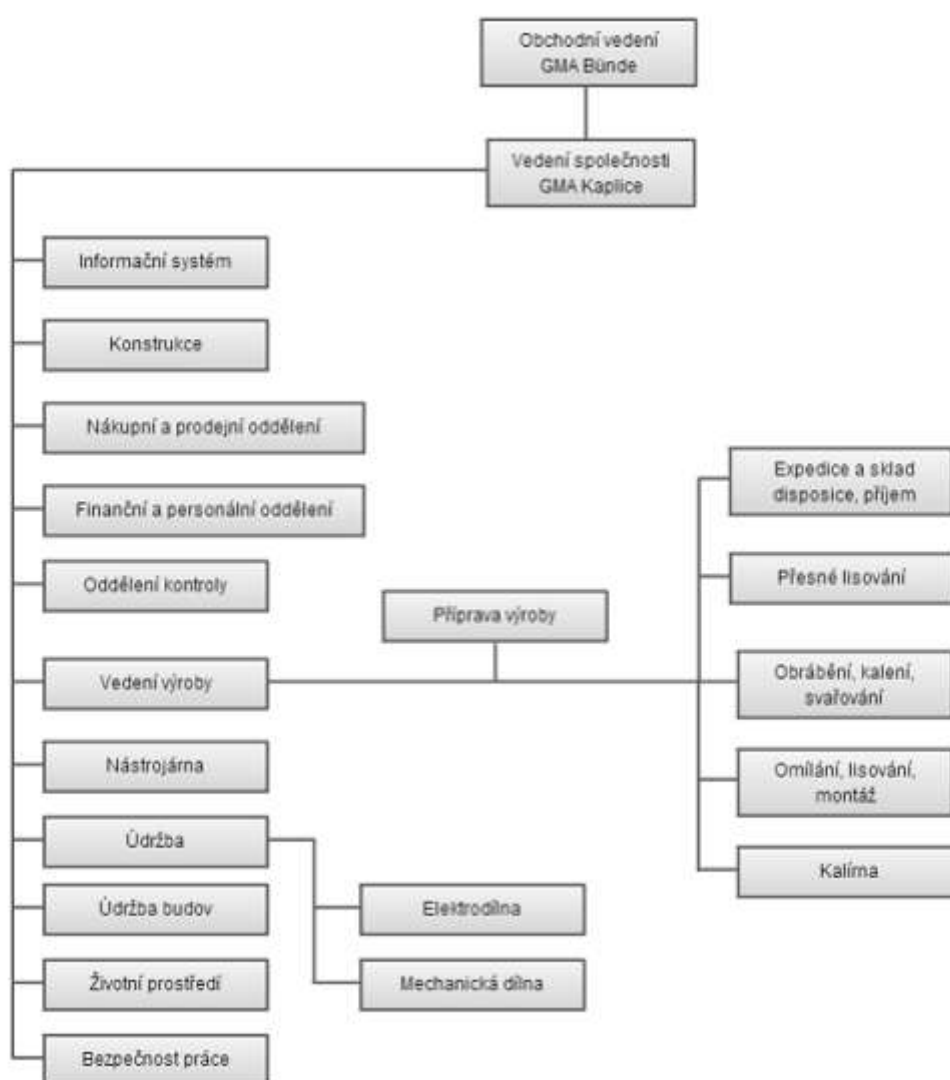 Obchodní vedení
GMA Bünde
Vedení společnosti
GMA Kaplice
Informační systém
Konstrukce
Nákupní a prodejní oddělení
Finanční a personální oddělení
Oddělení kontroly
Vedení výroby
Nástrojárna
Údržba
Údržba budov
Životní prostředí
Bezpečnost práce
Elektrodílna
Mechanická dílna
Příprava výroby
Expedice a sklad
disposice, příjem
Přesné lisování
Obrábění, kalení,
svařování
Omílání, lisování,
montáž
Kalírna